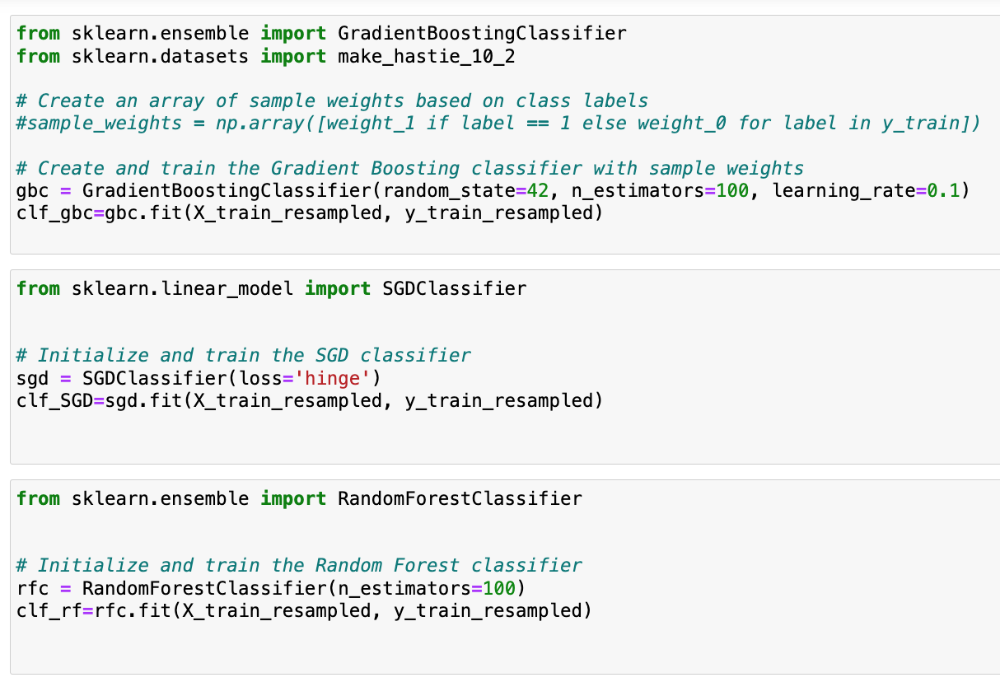 from sklearn.ensemble import GradientBoostingClassifier
from sklearn.datasets import make_hastie_10_2
# Create an array of sample weights based on class labels
#sample_weights = np.array([weight_1 if label == 1 else weight_0 for label in y_train])
# Create and train the Gradient Boosting classifier with sample weights
gbc = GradientBoostingClassifier(random_state=42, n_estimators=100, learning_rate=0.1)
clf_gbc=gbc.fit(X_train_resampled, y_train_resampled)
from sklearn.linear_model import SGDClassifier
# Initialize and train the SGD classifier
sgd = SGDClassifier(loss='hinge')
clf_SGD=sgd.fit(X_train_resampled, y_train_resampled)
from sklearn.ensemble import RandomForestClassifier
# Initialize and train the Random Forest classifier
rfc = RandomForestClassifier(n_estimators=100)
clf_rf=rfc.fit(X_train_resampled, y_train_resampled)